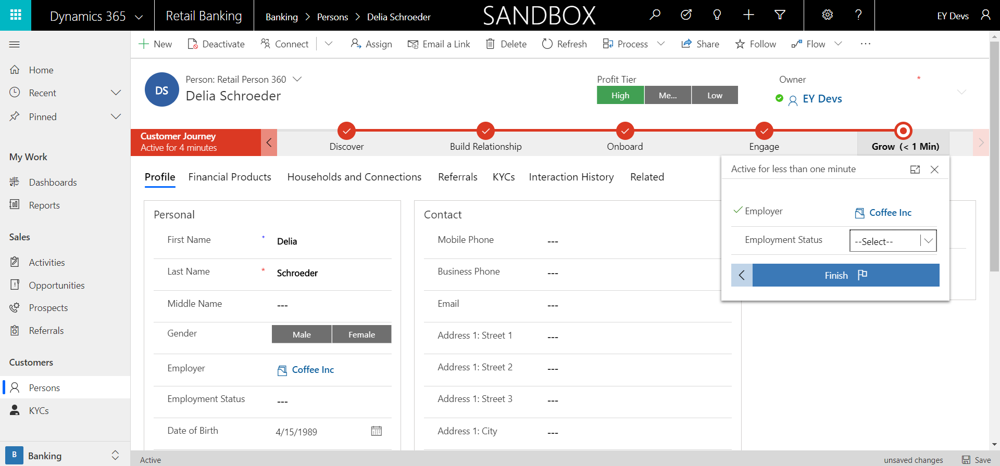 Dynamics 365
Retail Banking
Banking > Persons > Delia Schroeder
SANDBOX
EY Devs
New
Deactivate
Connect
Assign
Email a Link
Delete
Refresh
Process
Share
Follow
Flow
...
Home
Recent
Pinned
My Work
Dashboards
Reports
Sales
Activities
Opportunities
Prospects
Referrals
Customers
Persons
KYCs
B
Banking
DS
Person: Retail Person 360
Delia Schroeder
Profit Tier
High
Me...
Low
Owner *
EY Devs
Customer Journey
Active for 4 minutes
Discover
Build Relationship
Onboard
Engage
Grow (< 1 Min)
Profile
Financial Products
Households and Connections
Referrals
KYCs
Interaction History
Related
Personal
First Name + Delia
Last Name * Schroeder
Middle Name ---
Gender Male Female
Employer Coffee Inc
Employment Status ---
Date of Birth 4/15/1989
Contact
Mobile Phone ---
Business Phone ---
Email ---
Address 1: Street 1 ---
Address 1: Street 2 ---
Address 1: Street 3 ---
Address 1: City ---
Active for less than one minute
Employer Coffee Inc
Employment Status --Select--
Finish
Active
unsaved changes
Save